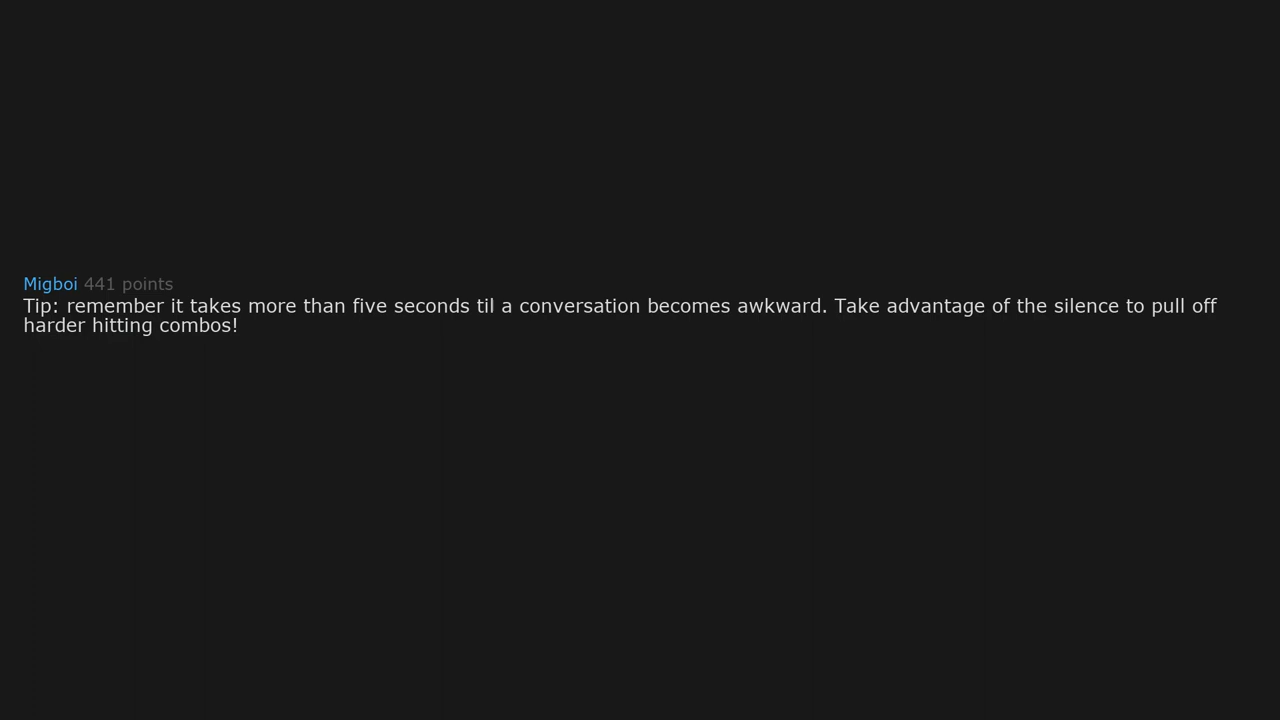 Migboi 441 points
Tip: remember it takes more than five seconds til a conversation becomes awkward. Take advantage of the silence to pull off
harder hitting combos!